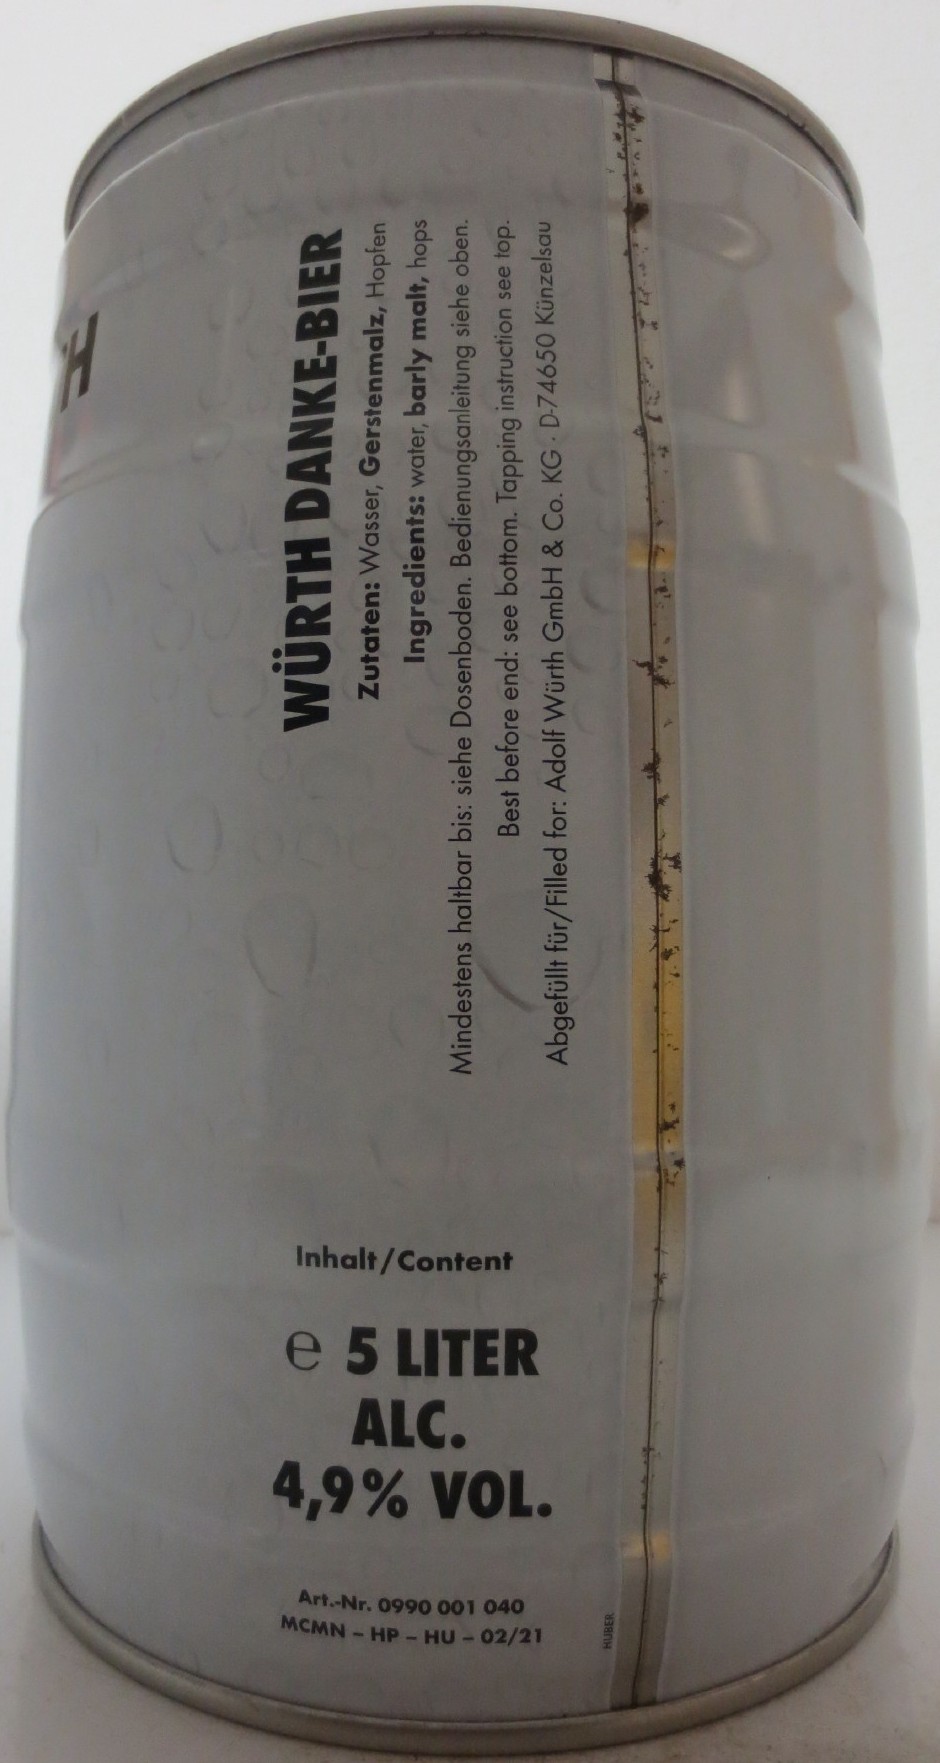 WÜRTH DANKE-BIER
Zutaten: Wasser, Gerstenmalz, Hopfen
Ingredients: water, barly malt, hops
Mindestens haltbar bis: siehe Dosenboden. Bedienungsanleitung siehe oben.
Best before end: see bottom. Tapping instruction see top.
Abgefüllt für/Filled for: Adolf Würth GmbH & Co. KG · D-74650 Künzelsau
Inhalt/Content
℮ 5 LITER
ALC.
4,9% VOL.
Art.-Nr. 0990 001 040
MCMN – HP – HU – 02/21
HUBER